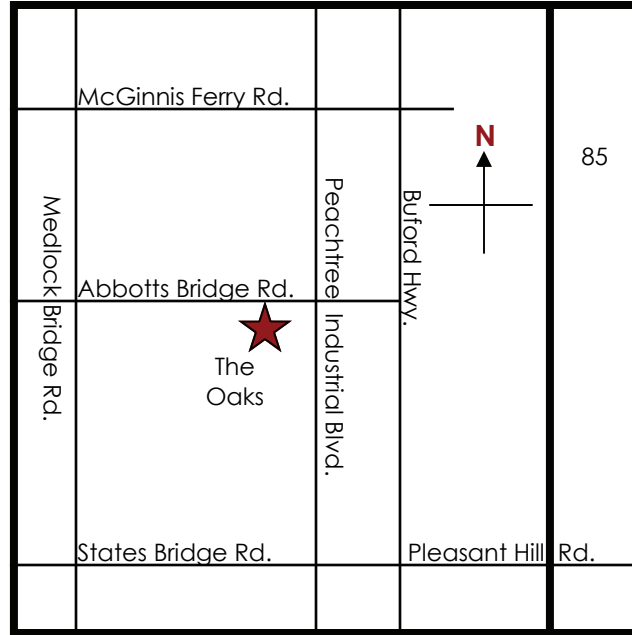 McGinnis Ferry Rd.
N
85
Medlock Bridge Rd.
Peachtree Industrial Blvd.
Buford Hwy.
Abbotts Bridge Rd.
The
Oaks
States Bridge Rd.
Pleasant Hill Rd.